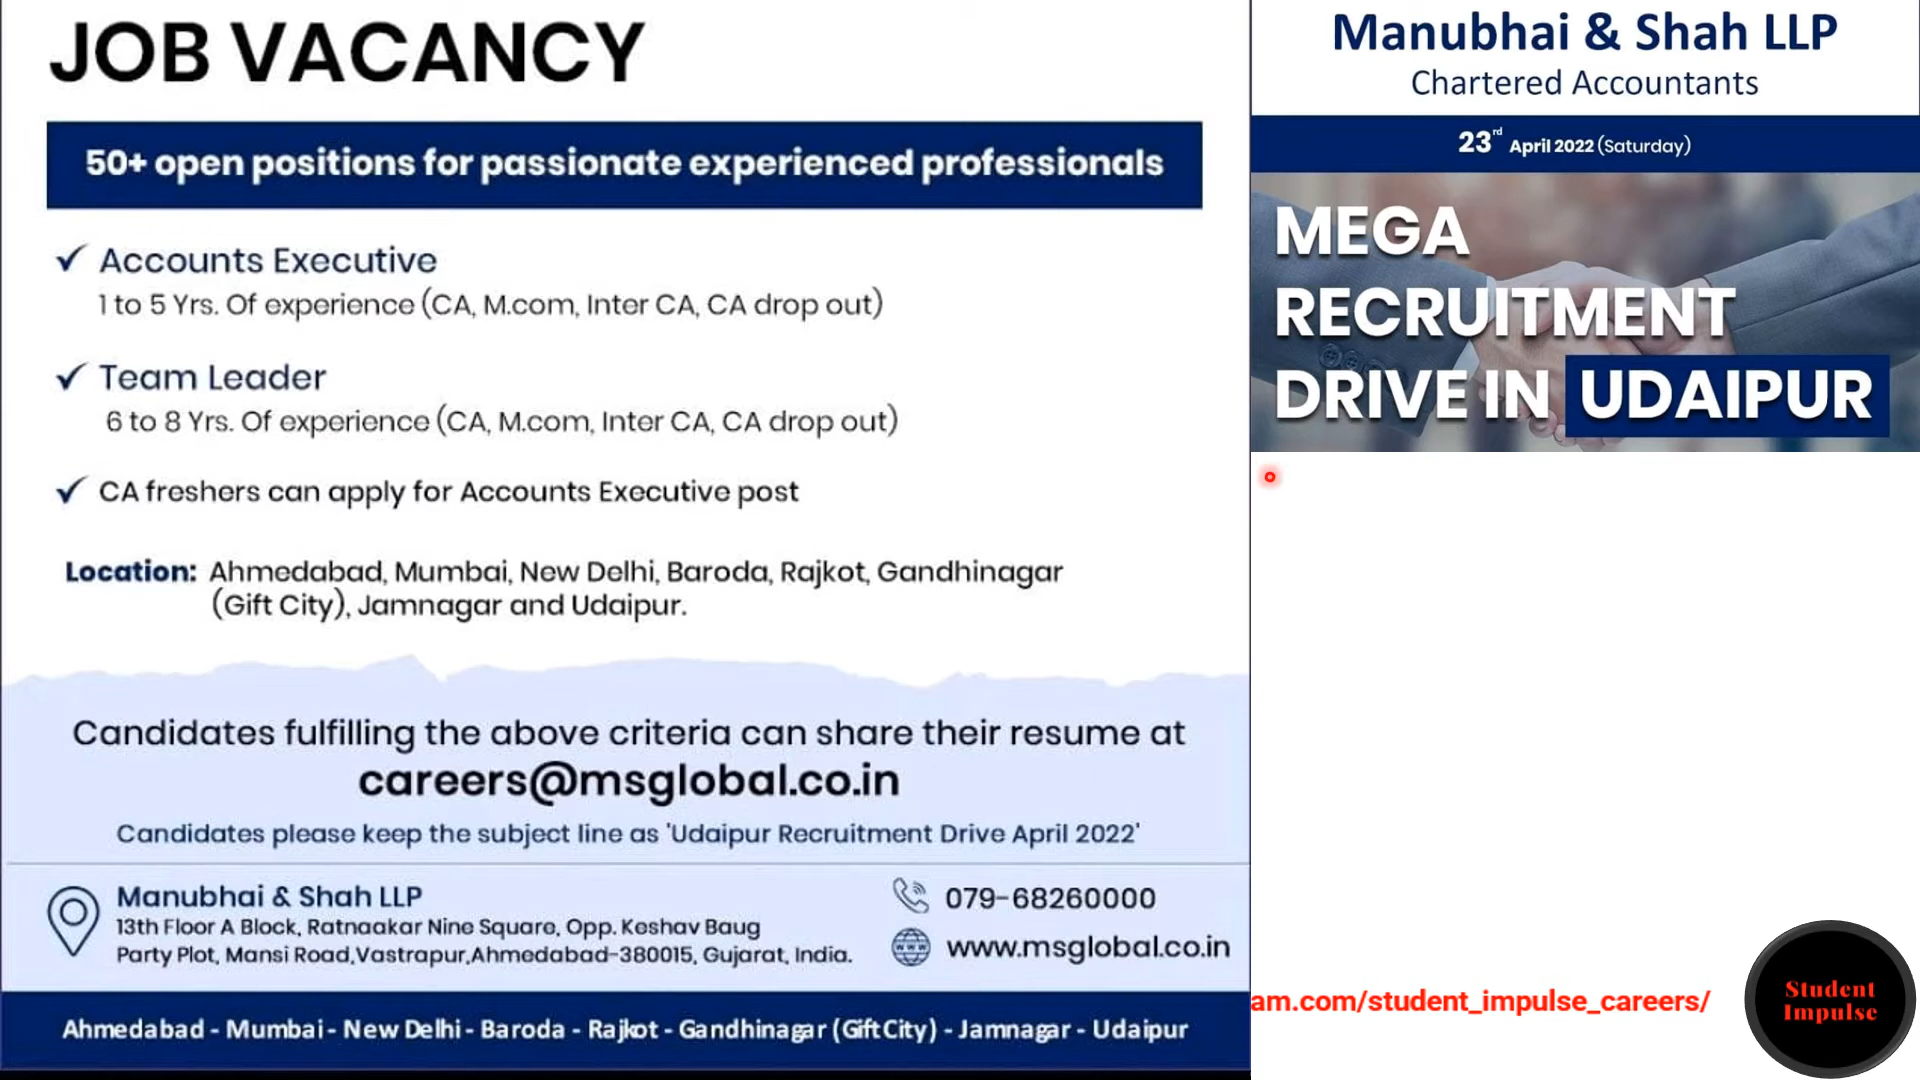 JOB VACANCY
50+ open positions for passionate experienced professionals
✓ Accounts Executive
1 to 5 Yrs. Of experience (CA, M.com, Inter CA, CA drop out)
✓ Team Leader
6 to 8 Yrs. Of experience (CA, M.com, Inter CA, CA drop out)
✓ CA freshers can apply for Accounts Executive post
Location: Ahmedabad, Mumbai, New Delhi, Baroda, Rajkot, Gandhinagar
(Gift City), Jamnagar and Udaipur.
Candidates fulfilling the above criteria can share their resume at
careers@msglobal.co.in
Candidates please keep the subject line as 'Udaipur Recruitment Drive April 2022'
Manubhai & Shah LLP
13th Floor A Block, Ratnaakar Nine Square, Opp. Keshav Baug
Party Plot, Mansi Road,Vastrapur,Ahmedabad-380015, Gujarat, India.
079-68260000
www.msglobal.co.in
Ahmedabad - Mumbai - New Delhi - Baroda - Rajkot - Gandhinagar (Gift City) - Jamnagar - Udaipur
Manubhai & Shah LLP
Chartered Accountants
23rd April 2022 (Saturday)
MEGA
RECRUITMENT
DRIVE IN UDAIPUR
am.com/student_impulse_careers/
Student
Impulse